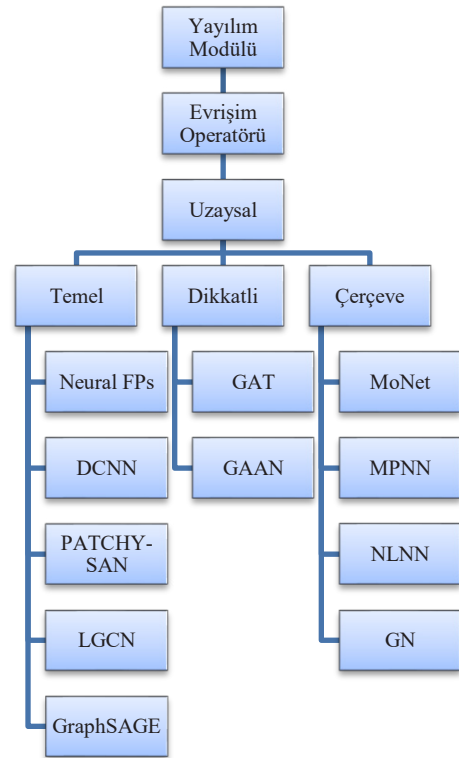 Yayılım
Modülü
Evrişim
Operatörü
Uzaysal
Temel
Dikkatli
Çerçeve
Neural FPs
GAT
MoNet
DCNN
GAAN
MPNN
PATCHY-
SAN
NLNN
LGCN
GN
GraphSAGE